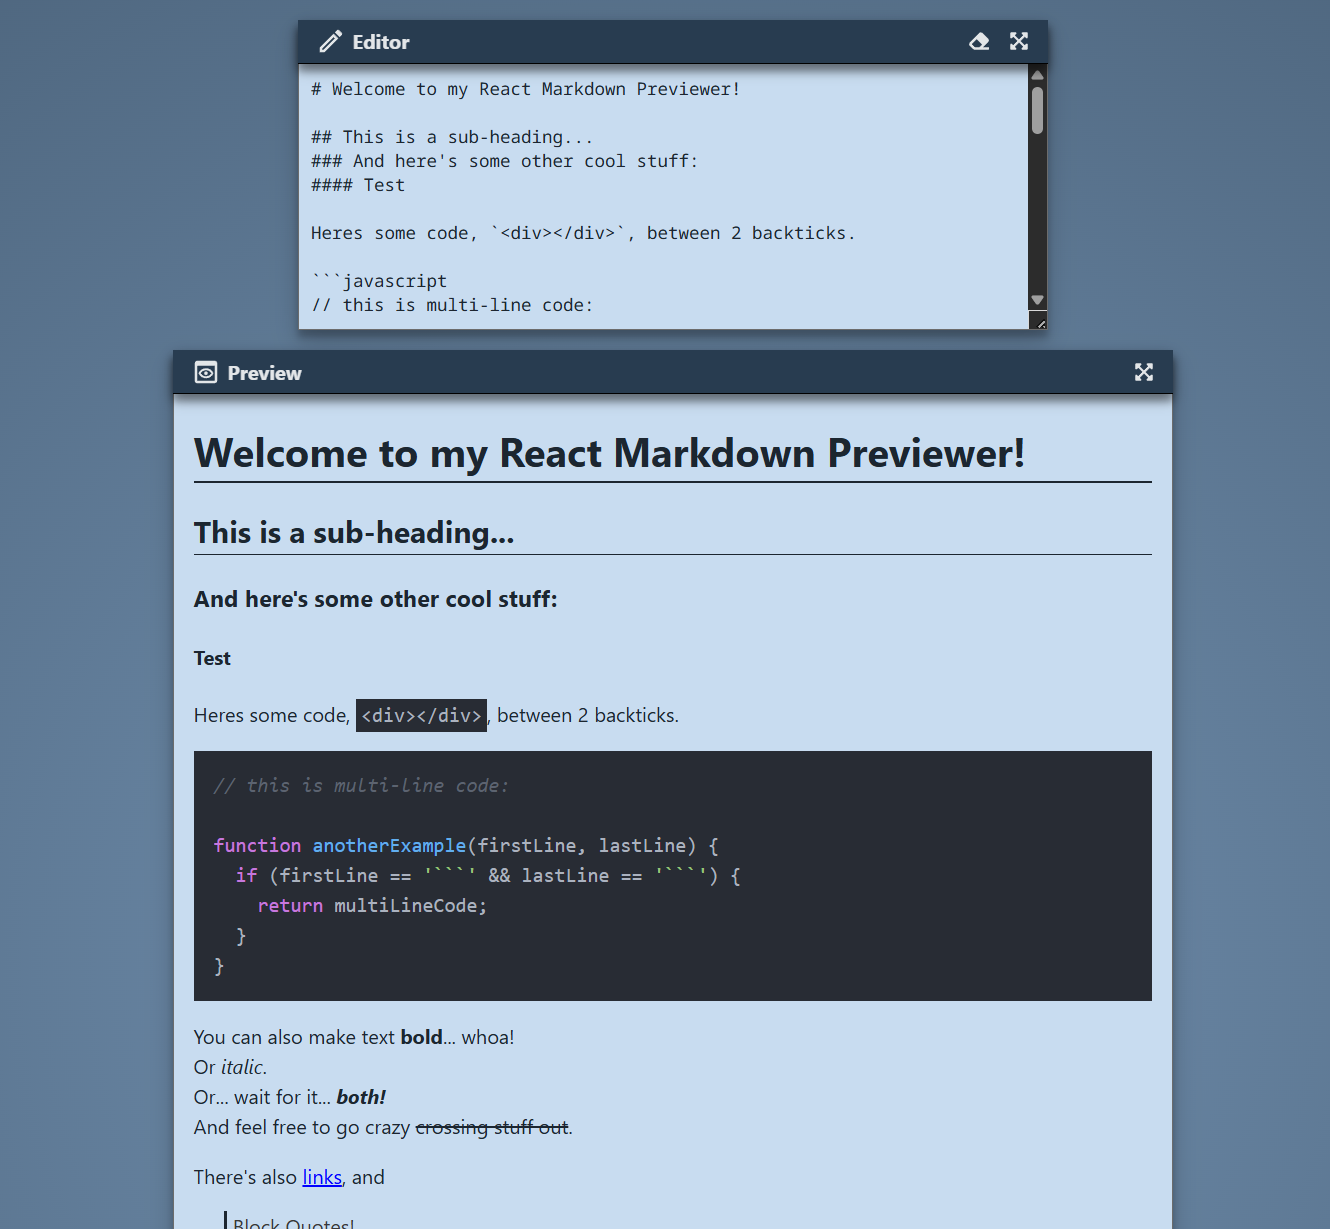 Editor
# Welcome to my React Markdown Previewer!
## This is a sub-heading...
### And here's some other cool stuff:
#### Test
Heres some code, `<div></div>`, between 2 backticks.
```javascript
// this is multi-line code:
Preview
Welcome to my React Markdown Previewer!
This is a sub-heading...
And here's some other cool stuff:
Test
Heres some code, <div></div>, between 2 backticks.
// this is multi-line code:
function anotherExample(firstLine, lastLine) {
  if (firstLine == '```' && lastLine == '```') {
    return multiLineCode;
  }
}
You can also make text bold... whoa!
Or italic.
Or... wait for it... both!
And feel free to go crazy crossing stuff out.
There's also links, and
Block Quotes!